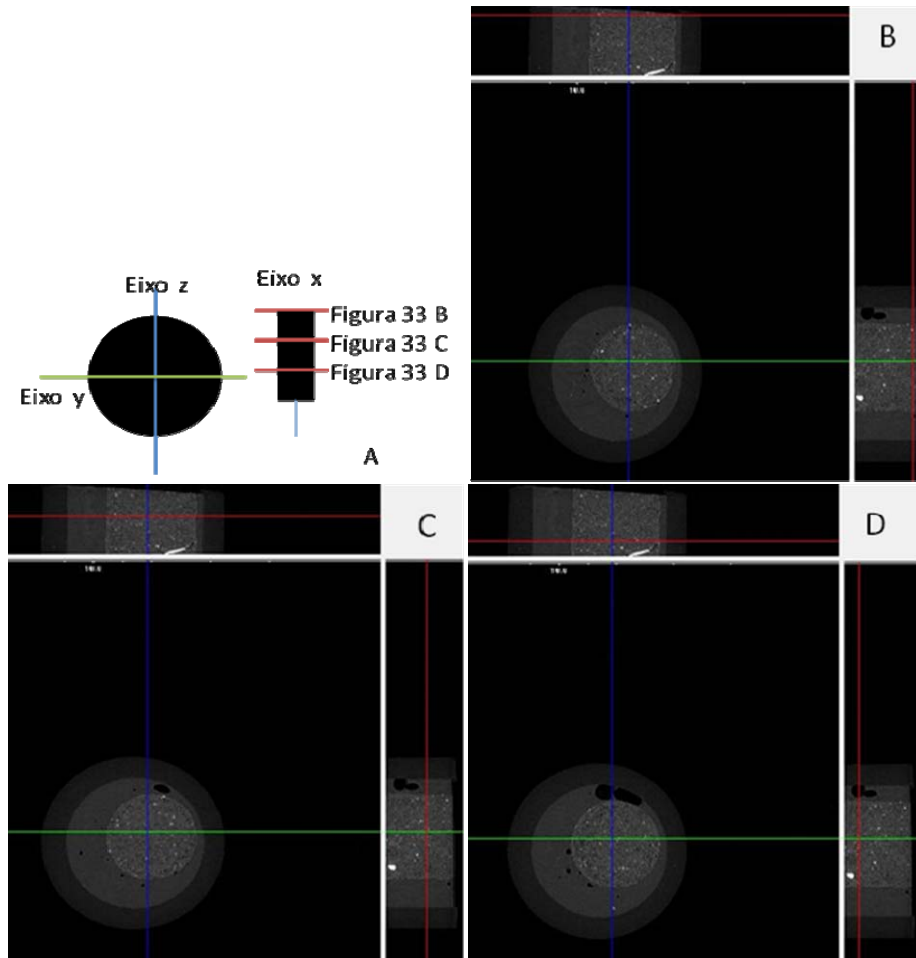 Eixo z
Eixo x
Figura 33 B
Figura 33 C
Figura 33 D
Eixo y
A
B
C
D